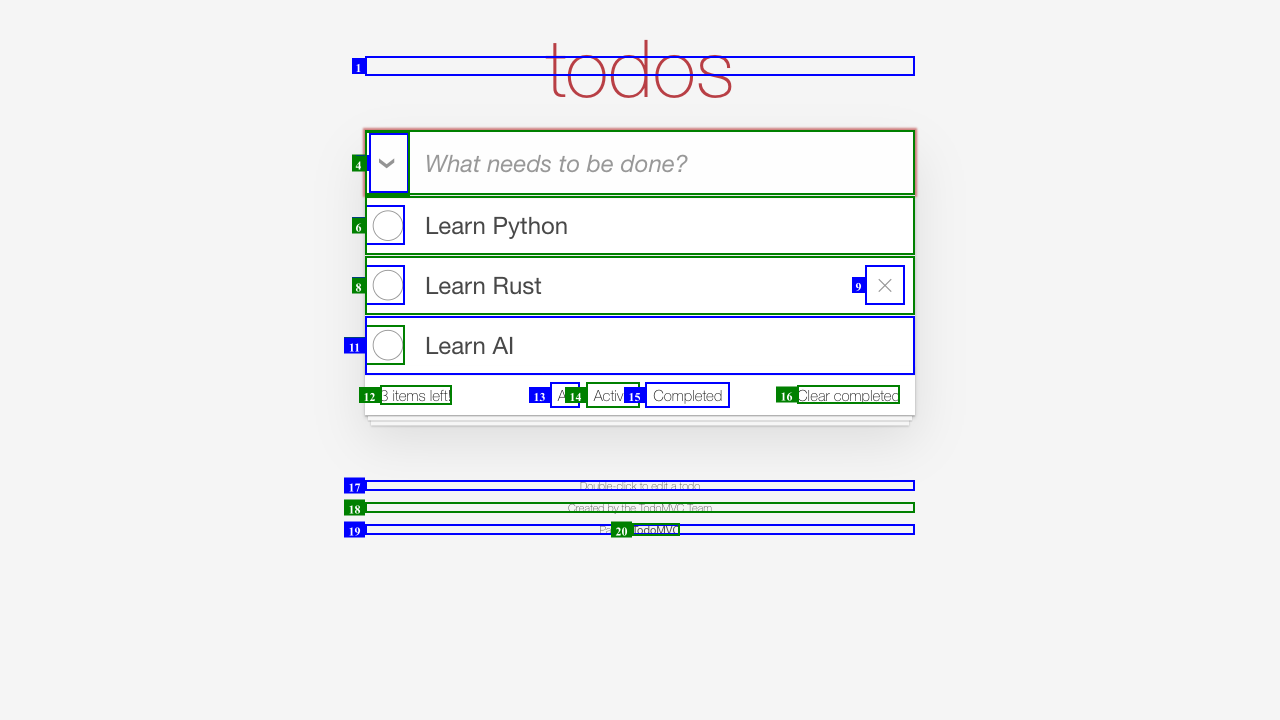 1
todos
4
What needs to be done?
6
Learn Python
8
Learn Rust
9
11
Learn AI
12
3 items left!
13
14
Activ
15
Completed
16
Clear completed
17
Double-click to edit a todo
18
Created by the TodoMVC Team
19
20
TodoMVC